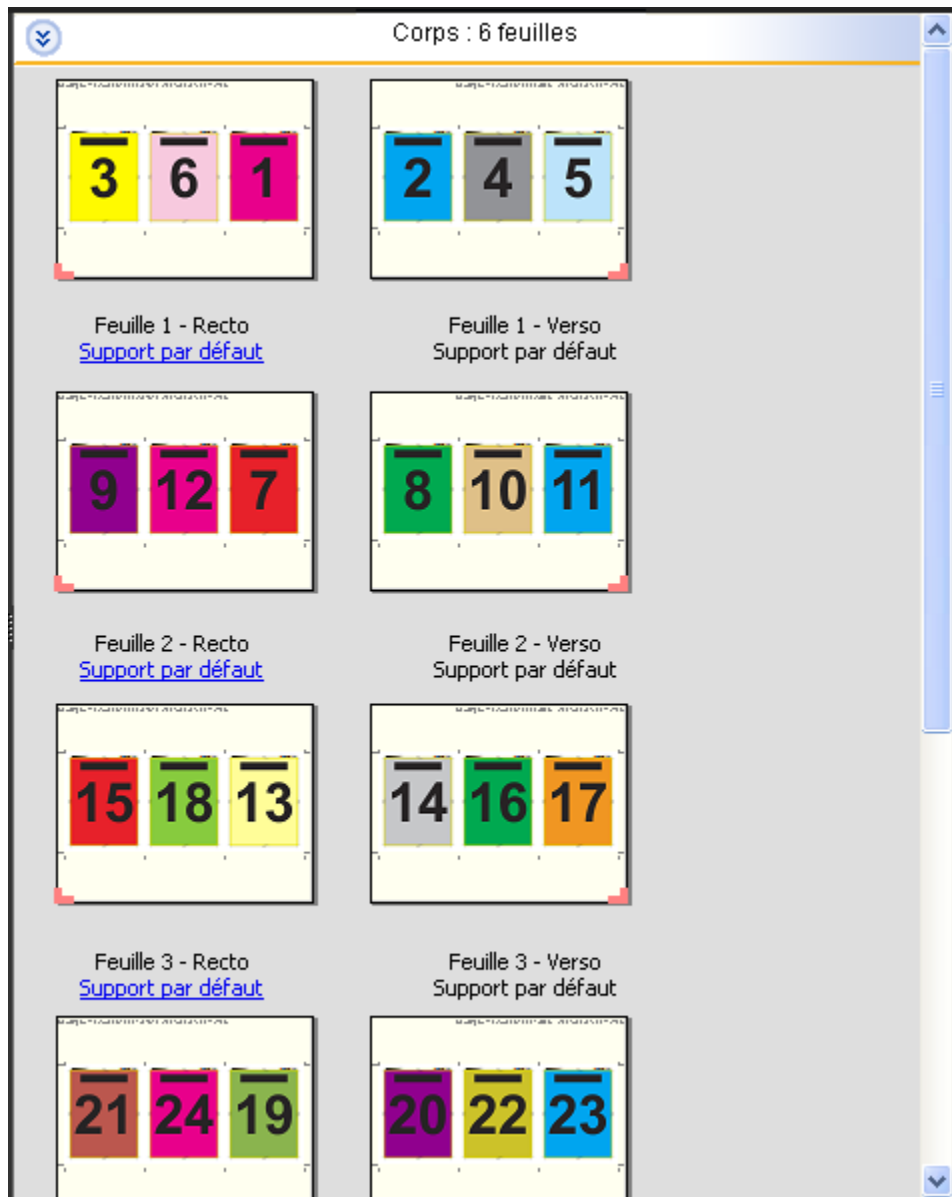 Corps : 6 feuilles
3 6 1 2 4 5
Feuille 1 - Recto Feuille 1 - Verso
Support par défaut Support par défaut
9 12 7 8 10 11
Feuille 2 - Recto Feuille 2 - Verso
Support par défaut Support par défaut
15 18 13 14 16 17
Feuille 3 - Recto Feuille 3 - Verso
Support par défaut Support par défaut
21 24 19 20 22 23